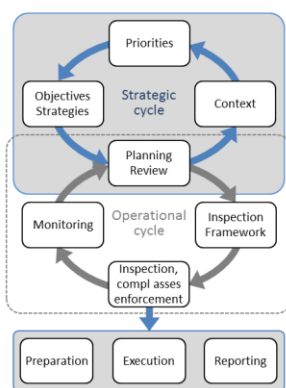 Priorities
Objectives
Strategies
Strategic
cycle
Context
Planning
Review
Monitoring
Operational
cycle
Inspection
Framework
Inspection,
compl asses
enforcement
Preparation
Execution
Reporting